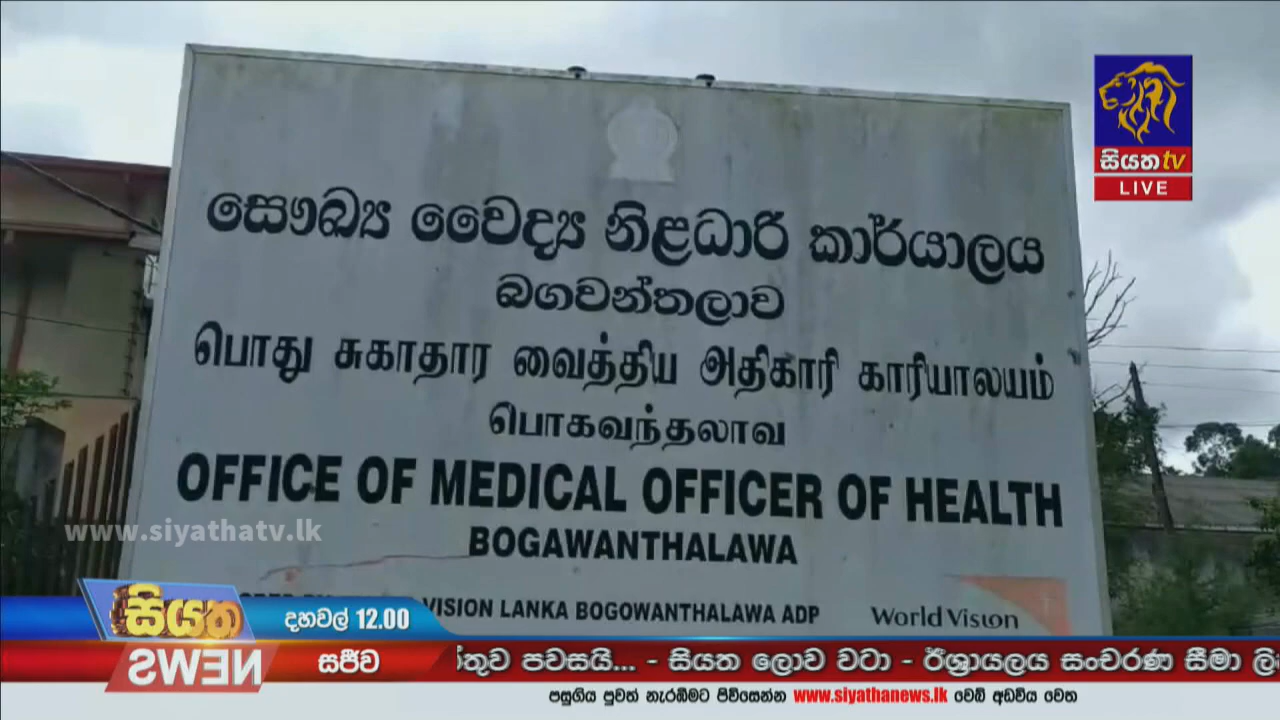 සියත tv
LIVE
සෞඛ්‍ය වෛද්‍ය නිළධාරි කාර්යාලය
බගවන්තලාව
பொது சுகாதார வைத்திய அதிகாரி காரியாலயம்
பொகவந்தலாவ
OFFICE OF MEDICAL OFFICER OF HEALTH
BOGAWANTHALAWA
www.siyathatv.lk
VISION LANKA BOGOWANTHALAWA ADP
World Vision
සියත
දහවල් 12.00
NEWS
සජීව
පවසයි... - සියත ලොව වටා - ඊශ්‍රායලය සංචරණ සීමා
පසුගිය පුවත් නැරඹීමට පිවිසෙන්න www.siyathanews.lk වෙබ් අඩවිය වෙත